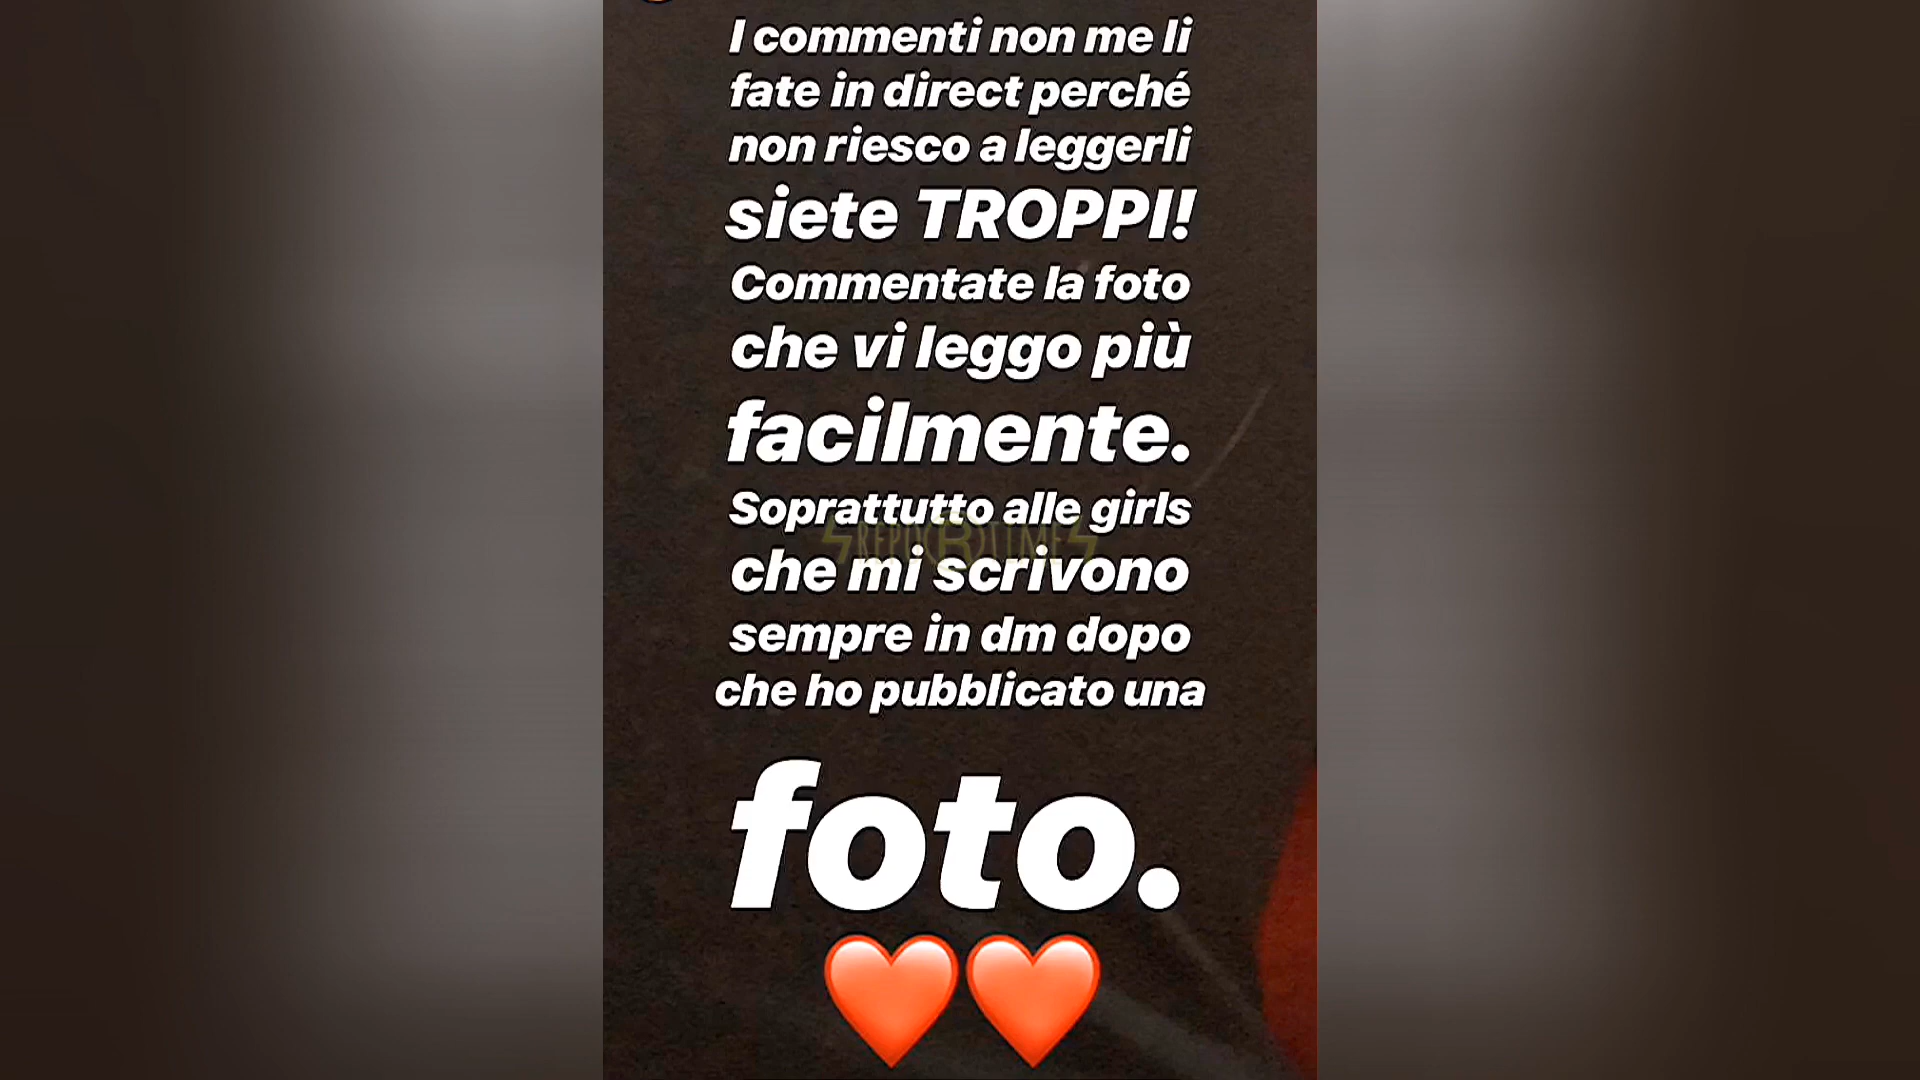 I commenti non me li
fate in direct perché
non riesco a leggerli
siete TROPPI!
Commentate la foto
che vi leggo più
facilmente.
Soprattutto alle girls
che mi scrivono
sempre in dm dopo
che ho pubblicato una
foto.